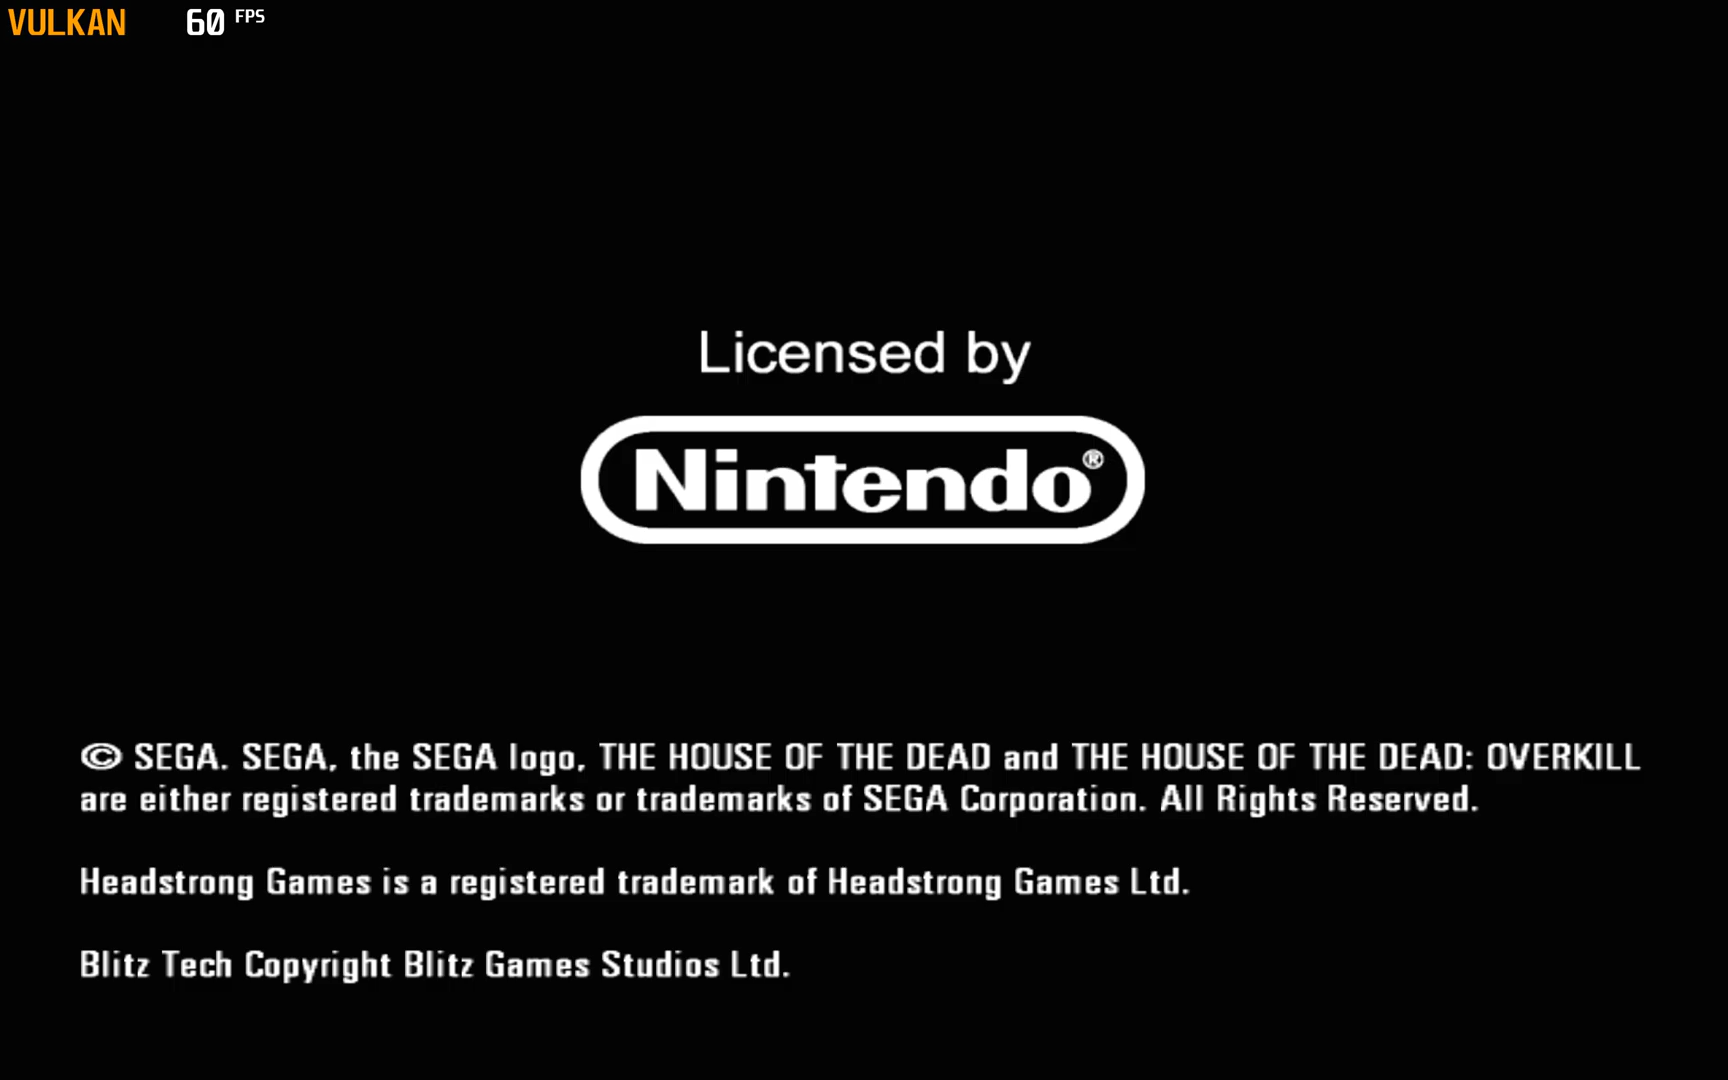 VULKAN 60 FPS
Licensed by
Nintendo®
© SEGA. SEGA, the SEGA logo, THE HOUSE OF THE DEAD and THE HOUSE OF THE DEAD: OVERKILL
are either registered trademarks or trademarks of SEGA Corporation. All Rights Reserved.
Headstrong Games is a registered trademark of Headstrong Games Ltd.
Blitz Tech Copyright Blitz Games Studios Ltd.